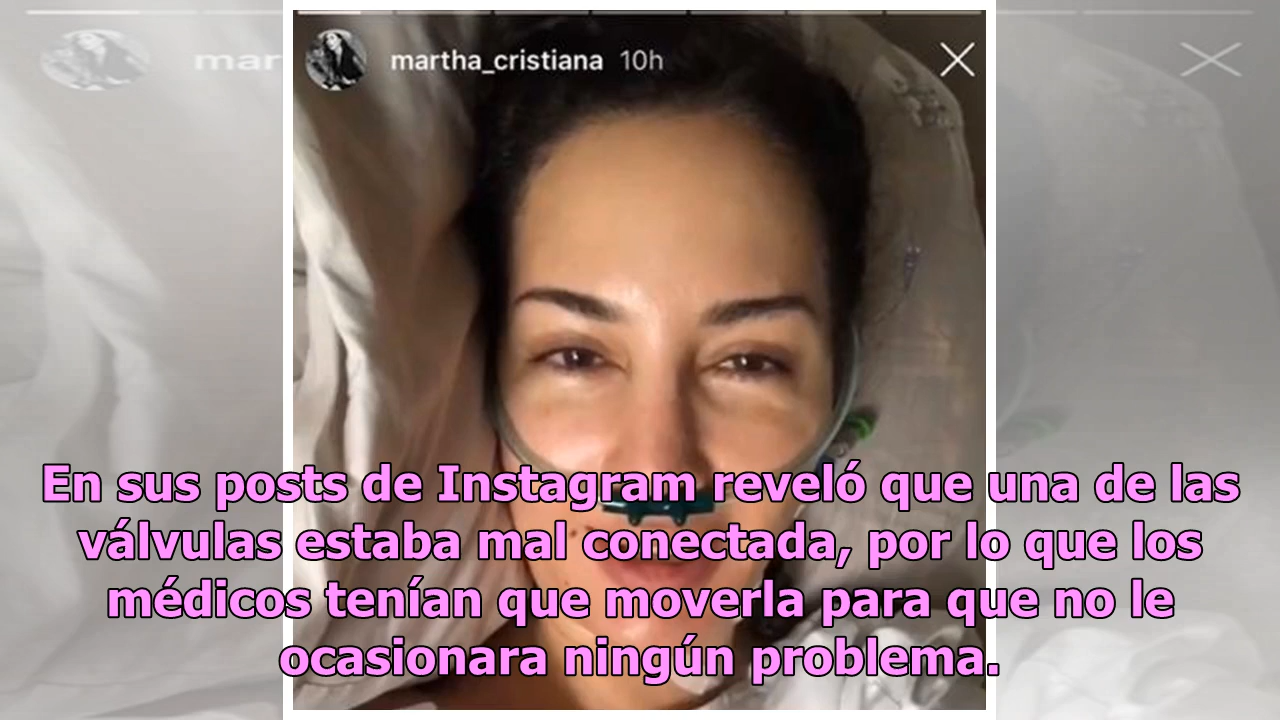 mar
martha_cristiana 10h
En sus posts de Instagram reveló que una de las
válvulas estaba mal conectada, por lo que los
médicos tenían que moverla para que no le
ocasionara ningún problema.